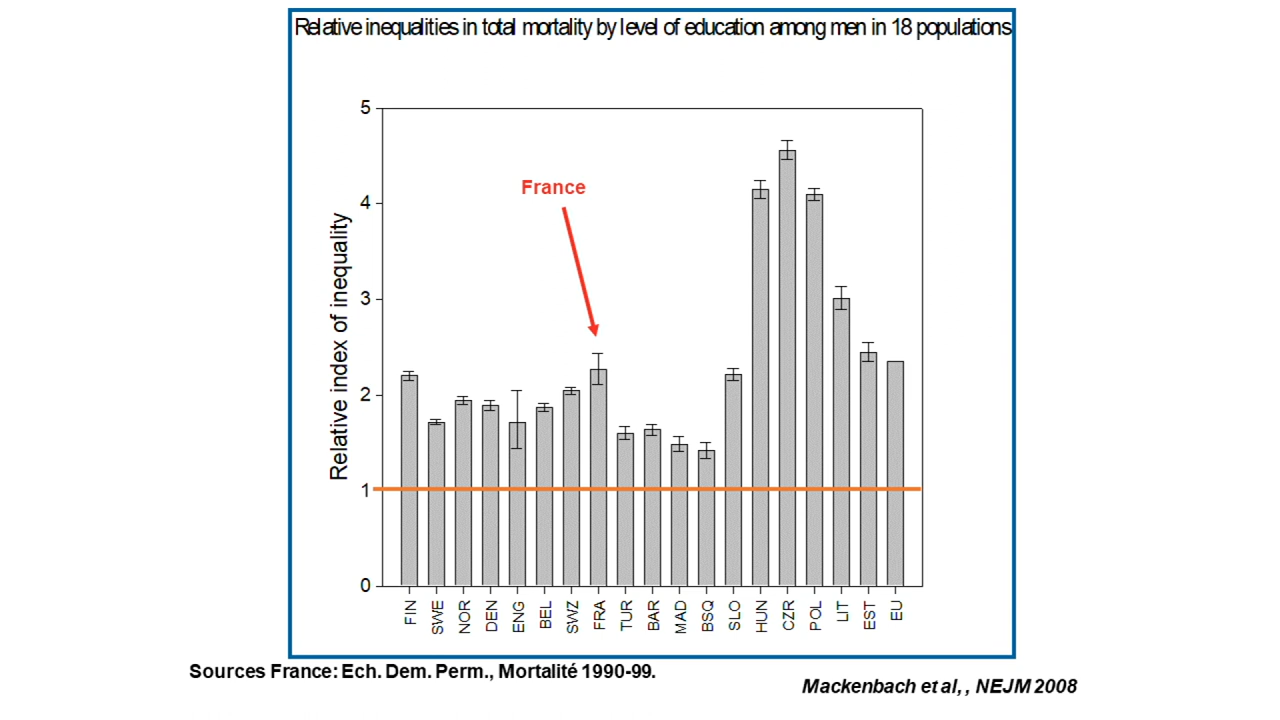 Relative inequalities in total mortality by level of education among men in 18 populations
5
France
4
3
2
1
0
Relative index of inequality
FIN SWE NOR DEN ENG BEL SWZ FRA TUR BAR MAD BSQ SLO HUN CZR POL LIT EST EU
Sources France: Ech. Dem. Perm., Mortalité 1990-99.
Mackenbach et al, , NEJM 2008